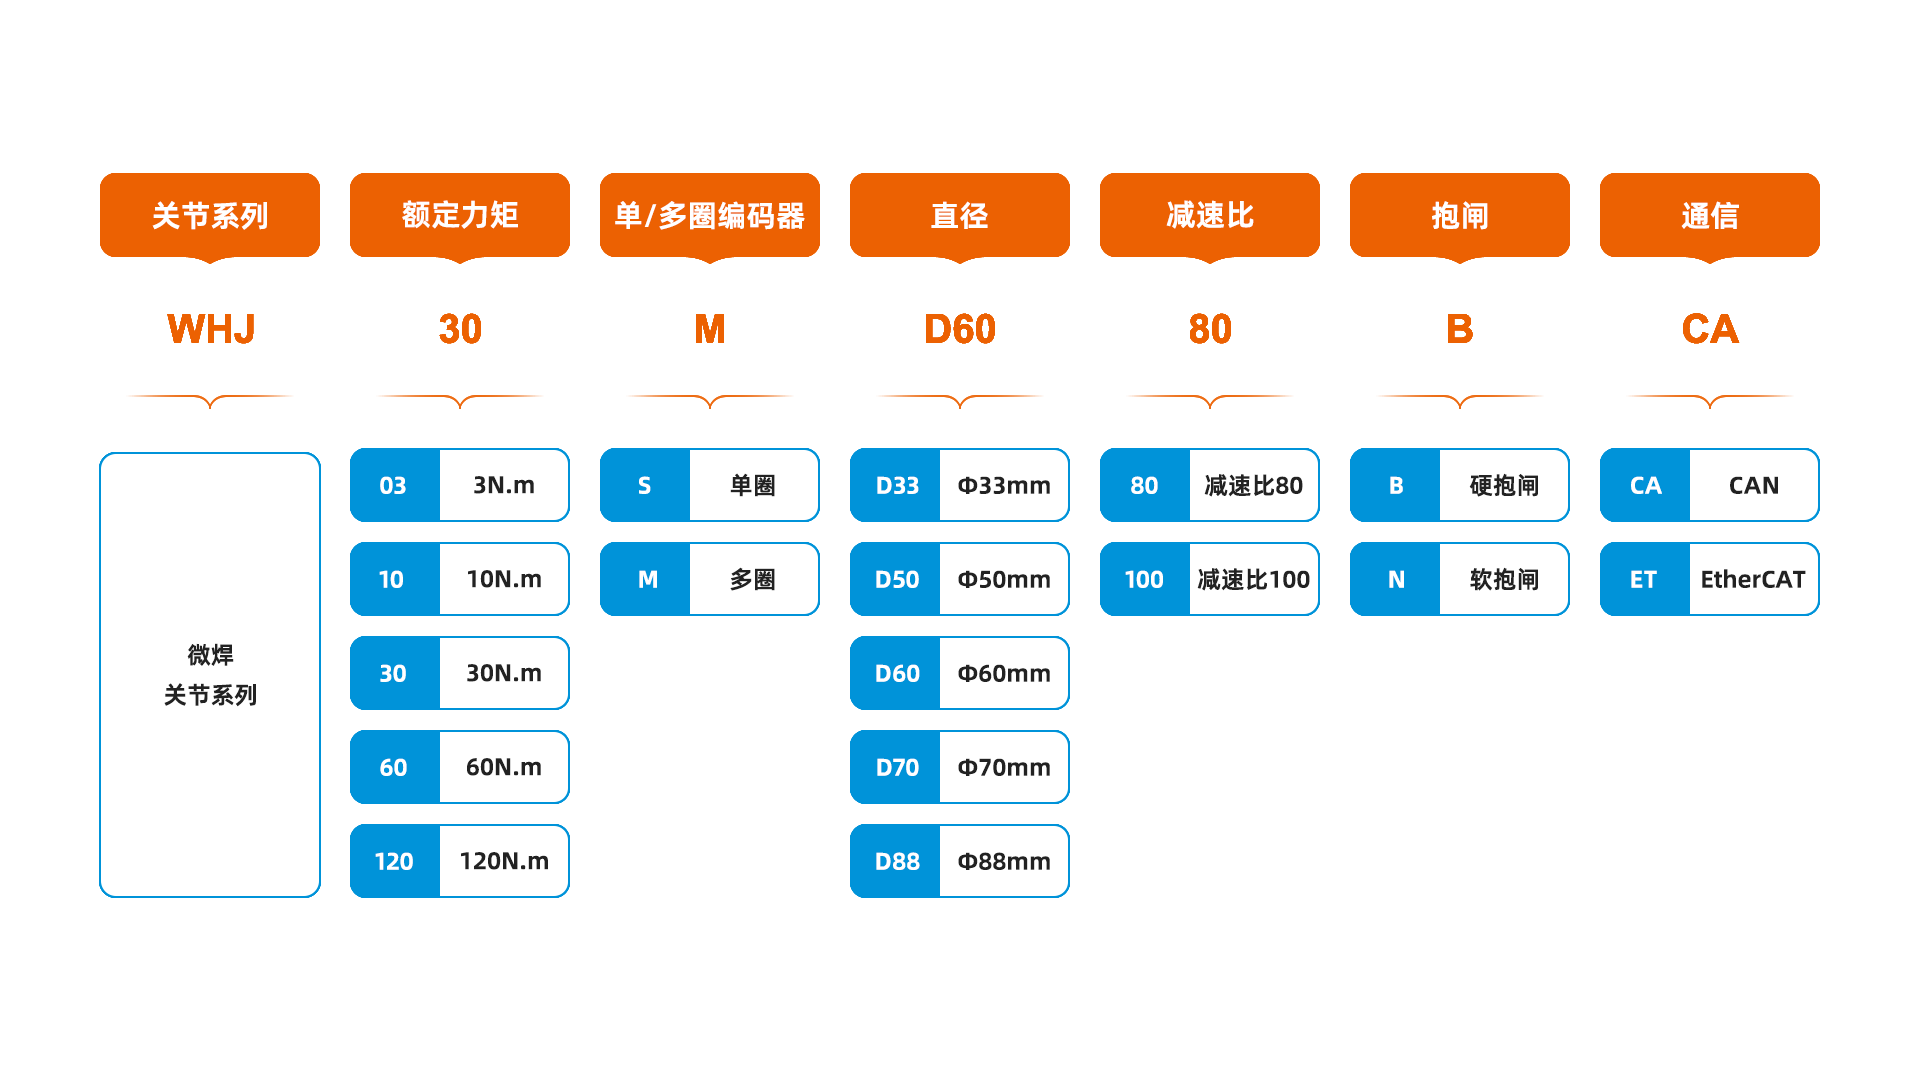 关节系列
额定力矩
单/多圈编码器
直径
减速比
抱闸
通信
WHJ
30
M
D60
80
B
CA
微焊
关节系列
03 3N.m
10 10N.m
30 30N.m
60 60N.m
120 120N.m
S 单圈
M 多圈
D33 Φ33mm
D50 Φ50mm
D60 Φ60mm
D70 Φ70mm
D88 Φ88mm
80 减速比80
100 减速比100
B 硬抱闸
N 软抱闸
CA CAN
ET EtherCAT